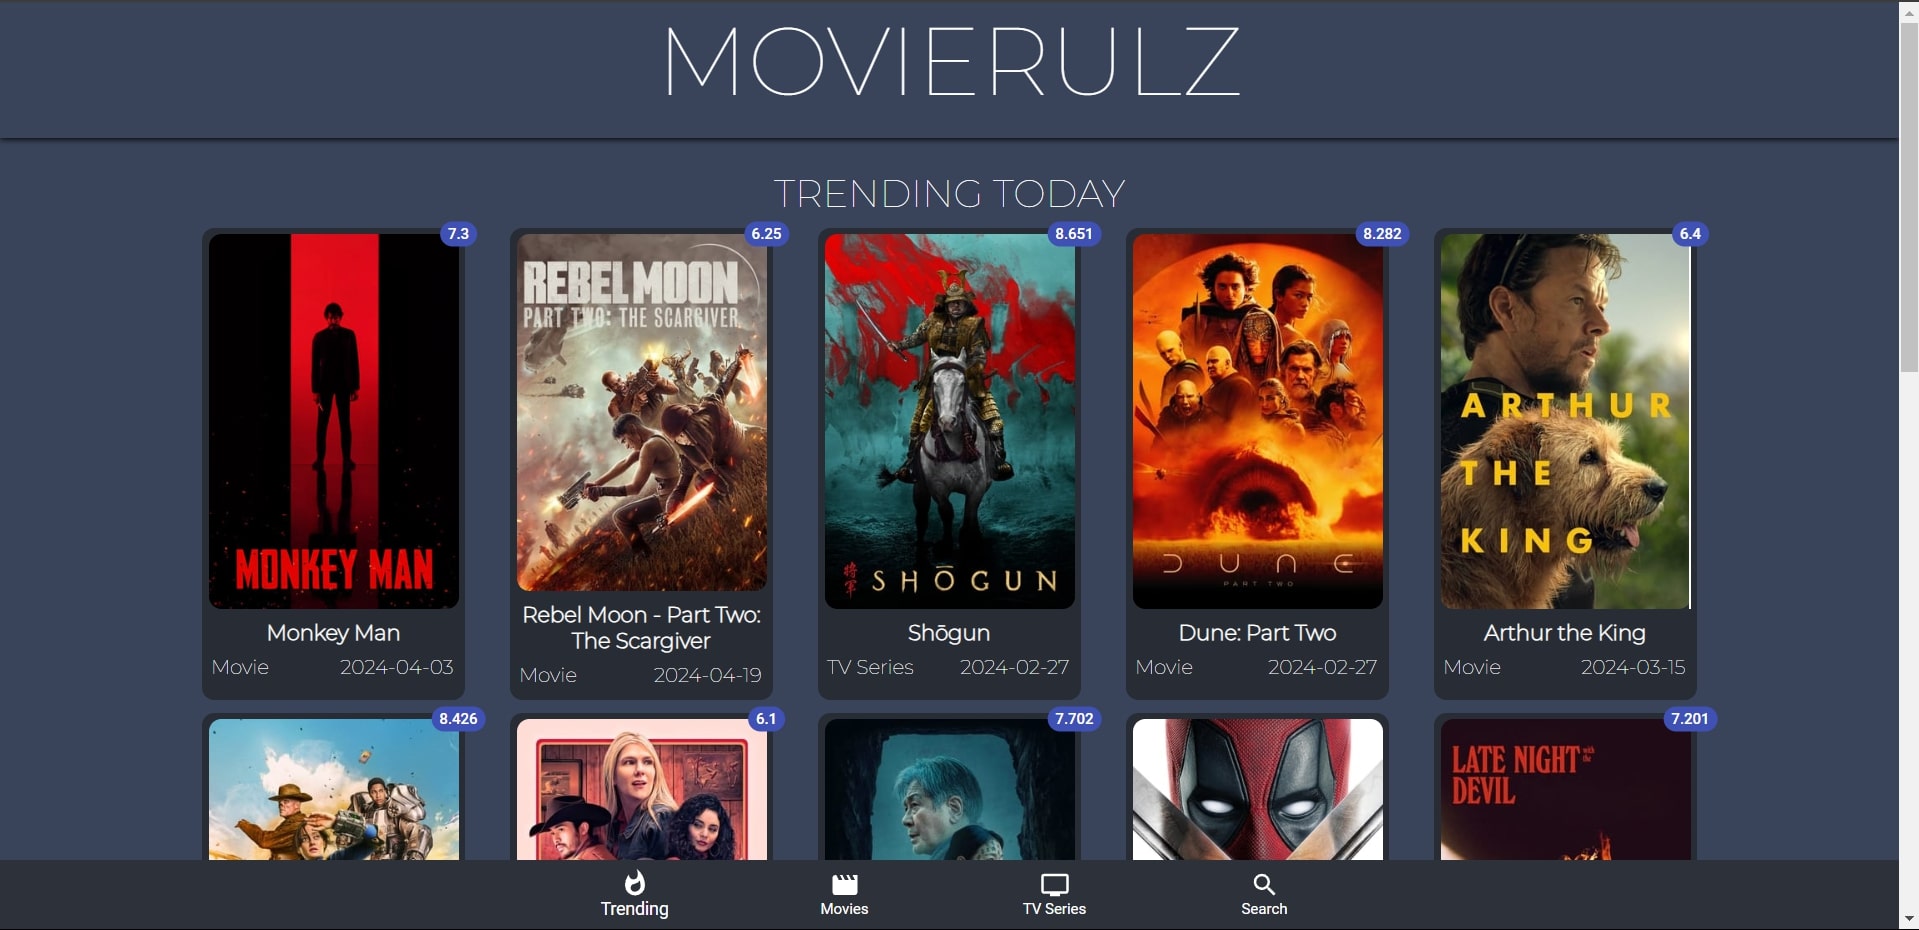 MOVIERULZ
TRENDING TODAY
7.3
6.25
8.651
8.282
6.4
MONKEY MAN
REBEL MOON
PART TWO: THE SCARGIVER
将軍
SHŌGUN
DUNE
PART TWO
ARTHUR
THE
KING
Monkey Man
Movie 2024-04-03
Rebel Moon - Part Two:
The Scargiver
Movie 2024-04-19
Shōgun
TV Series 2024-02-27
Dune: Part Two
Movie 2024-02-27
Arthur the King
Movie 2024-03-15
8.426
6.1
7.702
7.201
LATE NIGHT with the
DEVIL
Trending
Movies
TV Series
Search